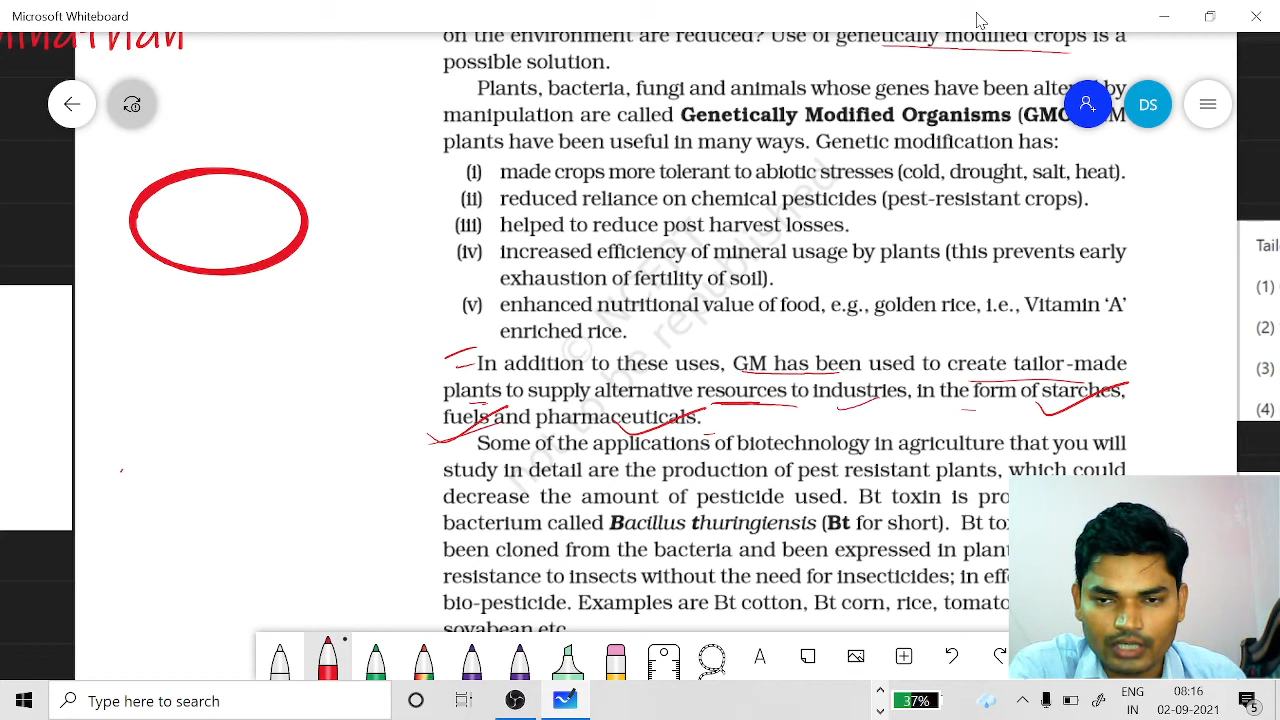 Microsoft Whiteboard
on the environment are reduced? Use of genetically modified crops is a
possible solution.
Plants, bacteria, fungi and animals whose genes have been altered by
manipulation are called Genetically Modified Organisms (GMO
plants have been useful in many ways. Genetic modification has:
(i) made crops more tolerant to abiotic stresses (cold, drought, salt, heat).
(ii) reduced reliance on chemical pesticides (pest-resistant crops).
(iii) helped to reduce post harvest losses.
(iv) increased efficiency of mineral usage by plants (this prevents early
exhaustion of fertility of soil).
(v) enhanced nutritional value of food, e.g., golden rice, i.e., Vitamin ‘A’
enriched rice.
In addition to these uses, GM has been used to create tailor-made
plants to supply alternative resources to industries, in the form of starches,
fuels and pharmaceuticals.
Some of the applications of biotechnology in agriculture that you will
study in detail are the production of pest resistant plants, which could
decrease the amount of pesticide used. Bt toxin is
bacterium called Bacillus thuringiensis (Bt for short). Bt
been cloned from the bacteria and been expressed in
resistance to insects without the need for insecticides; in
bio-pesticide. Examples are Bt cotton, Bt corn, rice,
soyabean etc
© NCERT
not to be republished
DS
(1)
(2)
(3)
(4)
A
Type here to search
37%
ENG
IN
08:16
02-09-2021
5